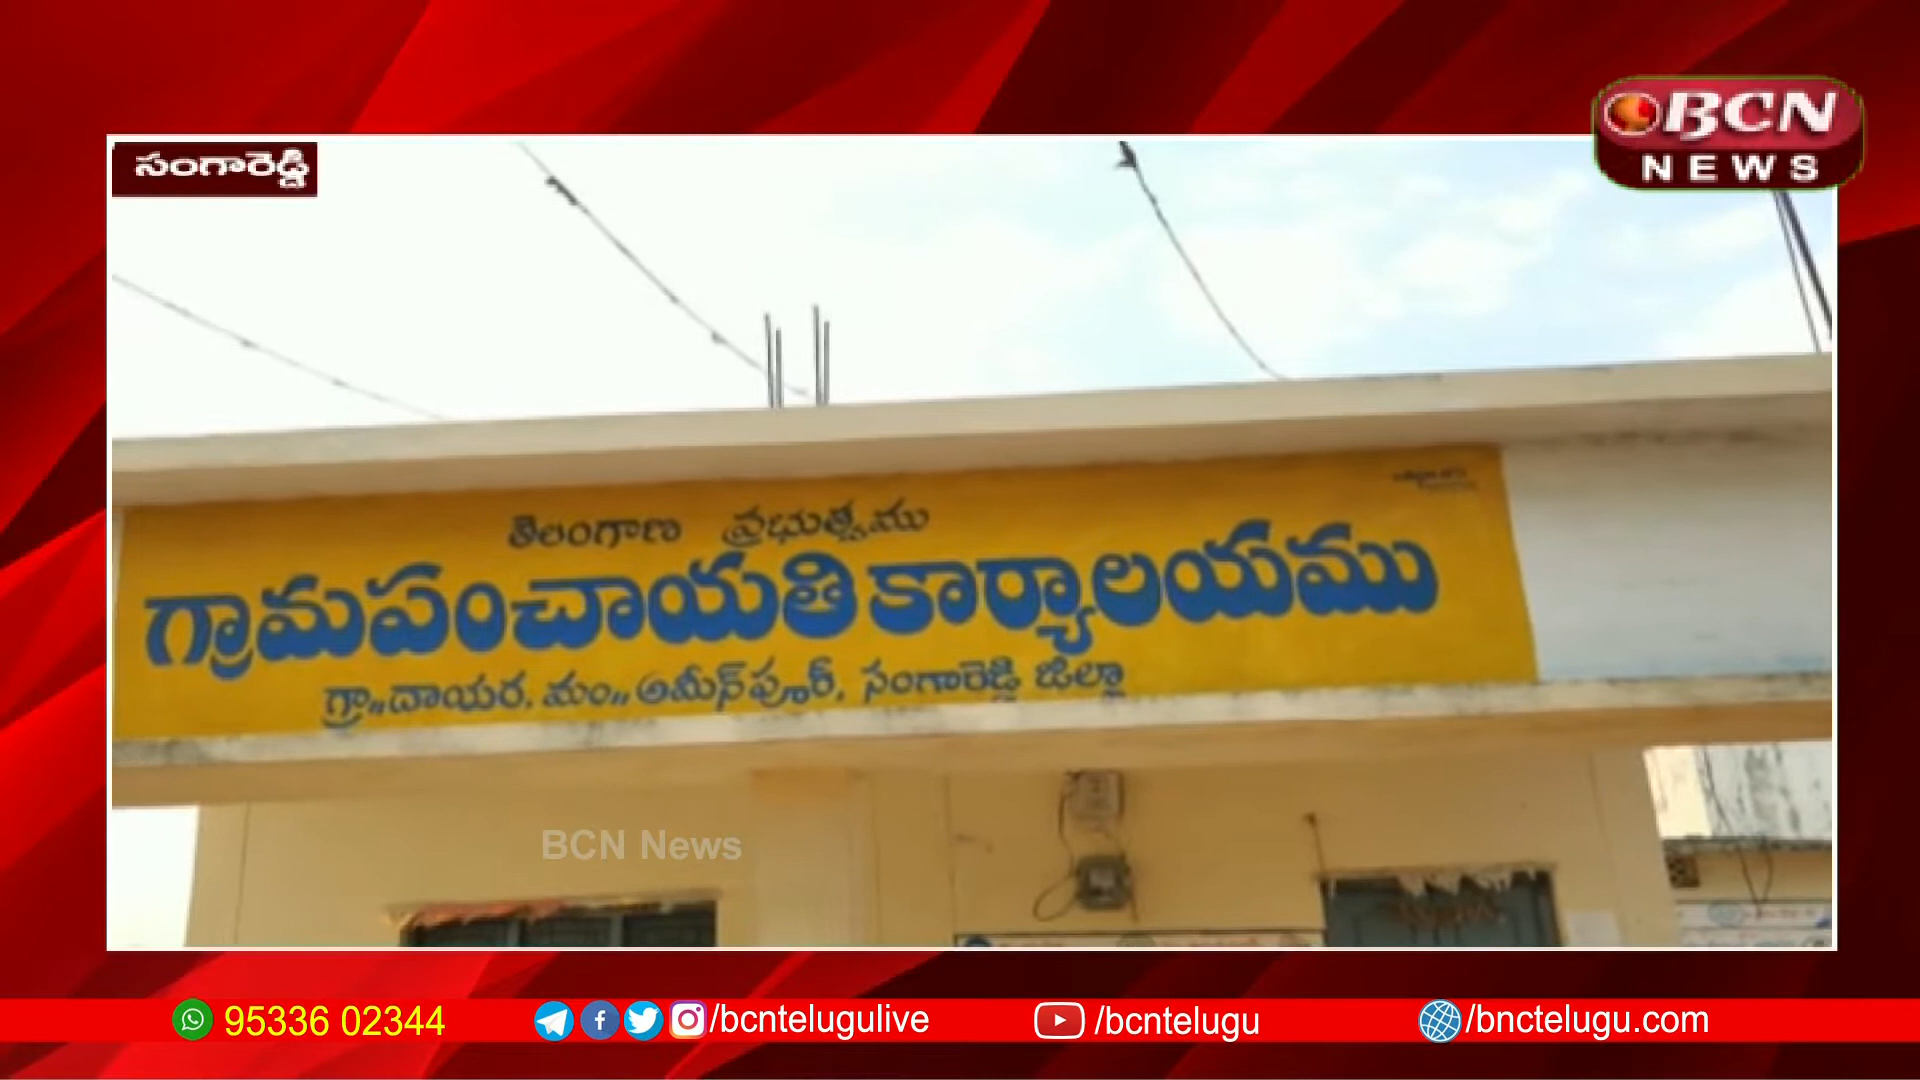 BCN
NEWS
సంగారెడ్డి
తెలంగాణ ప్రభుత్వము
గ్రామపంచాయతి కార్యాలయము
గ్రా॥దాయర, మం॥అమీన్‌పూర్, సంగారెడ్డి జిల్లా
BCN News
95336 02344
/bcntelugulive
/bcntelugu
/bnctelugu.com